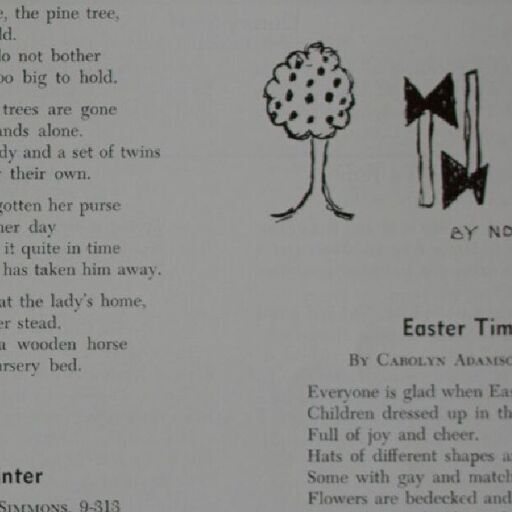 , the pine tree,
ld.
do not bother
too big to hold.
trees are gone
ands alone.
dy and a set of twins
their own.
gotten her purse
her day
it quite in time
has taken him away.
at the lady's home,
er stead.
a wooden horse
ursery bed.
inter
SIMMONS, 9-313
BY NO
Easter Tim
BY CAROLYN ADAMSO
Everyone is glad when Eas
Children dressed up in th
Full of joy and cheer.
Hats of different shapes a
Some with gay and match
Flowers are bedecked and